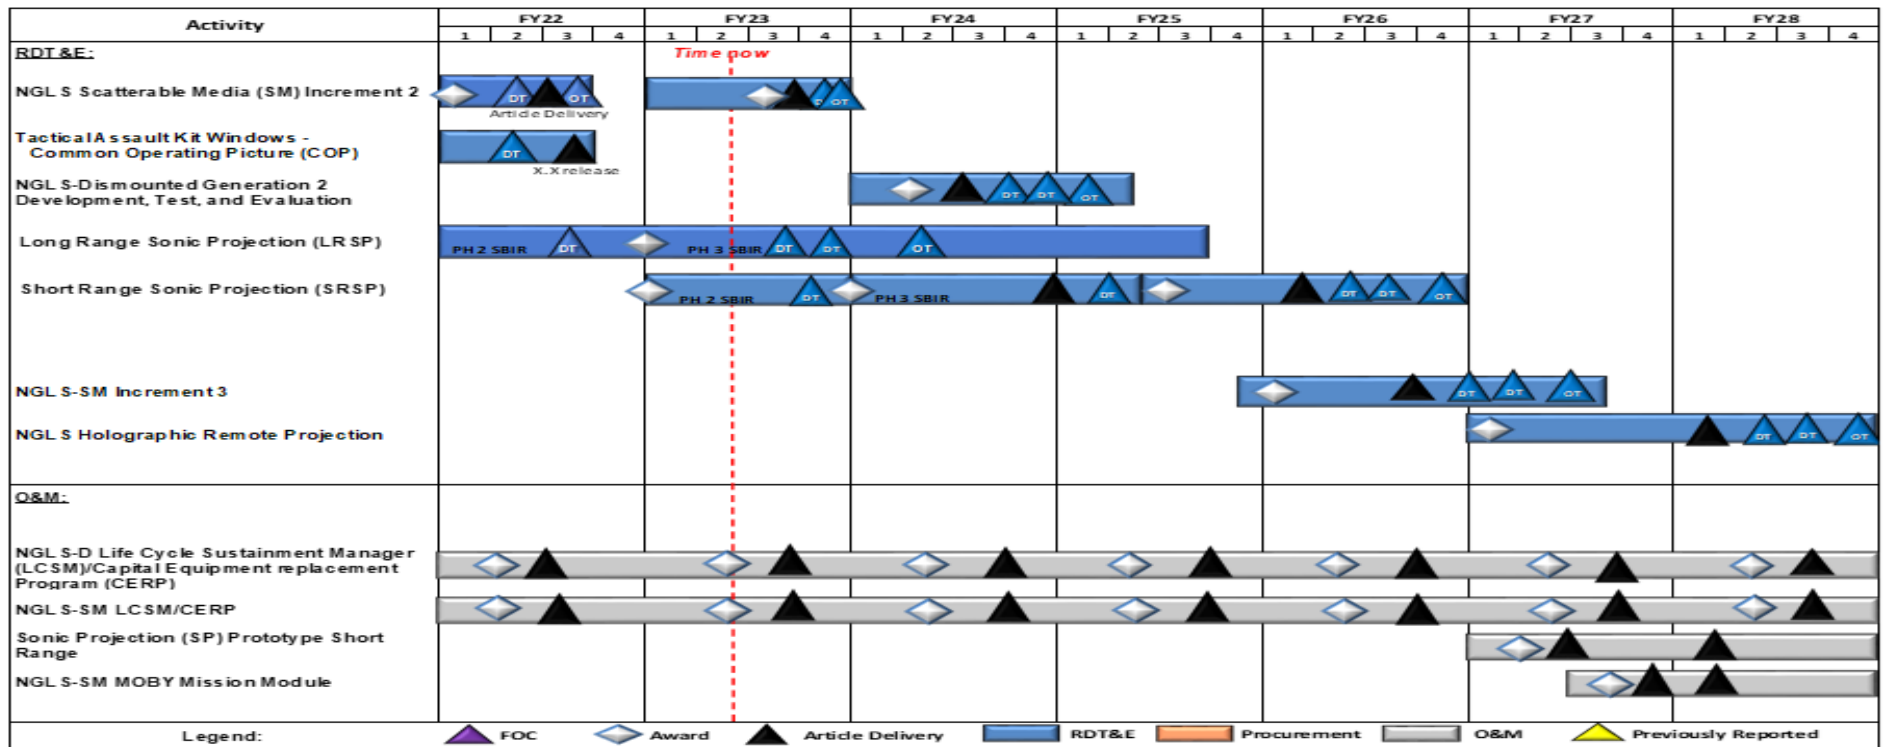 Activity FY22 FY23 FY24 FY25 FY26 FY27 FY28
1 2 3 4 1 2 3 4 1 2 3 4 1 2 3 4 1 2 3 4 1 2 3 4 1 2 3 4
RDT&E:
Time now
NGLS Scatterable Media (SM) Increment 2
DT OT OT
Article Delivery
Tactical Assault Kit Windows -
Common Operating Picture (COP)
DT
X.X release
NGLS-Dismounted Generation 2
Development, Test, and Evaluation
DT DT OT
Long Range Sonic Projection (LRSP)
PH 2 SBIR DT PH 3 SBIR DT DT OT
Short Range Sonic Projection (SRSP)
PH 2 SBIR DT PH 3 SBIR DT DT DT OT
NGLS-SM Increment 3
DT DT OT
NGLS Holographic Remote Projection
DT DT OT
O&M:
NGLS-D Life Cycle Sustainment Manager
(LCSM)/Capital Equipment replacement
Program (CERP)
NGLS-SM LCSM/CERP
Sonic Projection (SP) Prototype Short
Range
NGLS-SM MOBY Mission Module
Legend: FOC Award Article Delivery RDT&E Procurement O&M Previously Reported